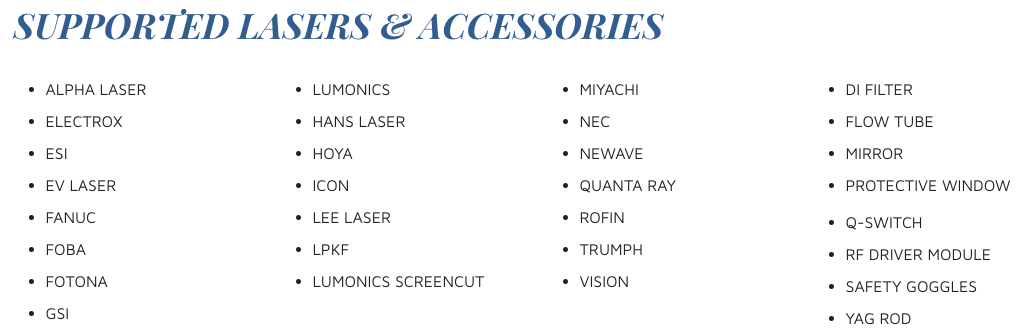 SUPPORTED LASERS & ACCESSORIES
ALPHA LASER
ELECTROX
ESI
EV LASER
FANUC
FOBA
FOTONA
GSI
LUMONICS
HANS LASER
HOYA
ICON
LEE LASER
LPKF
LUMONICS SCREENCUT
MIYACHI
NEC
NEWAVE
QUANTA RAY
ROFIN
TRUMPH
VISION
DI FILTER
FLOW TUBE
MIRROR
PROTECTIVE WINDOW
Q-SWITCH
RF DRIVER MODULE
SAFETY GOGGLES
YAG ROD